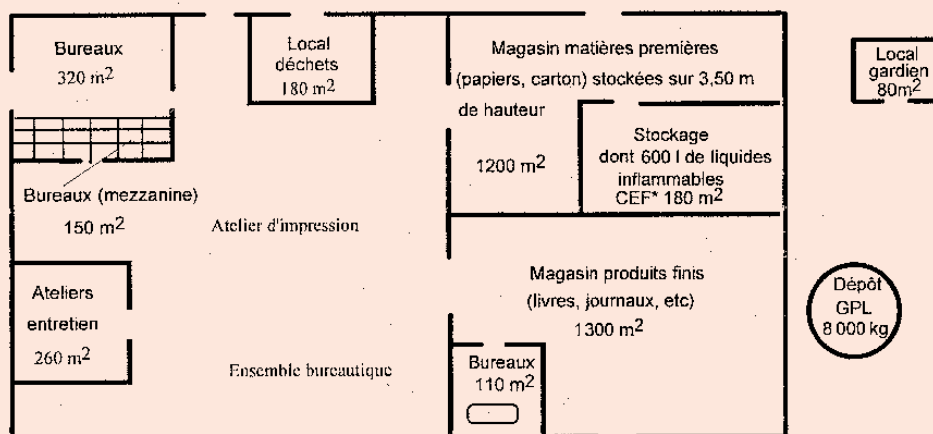 Bureaux
320 m²
Local
déchets
180 m²
Magasin matières premières
(papiers, carton) stockées sur 3,50 m
de hauteur
1200 m²
Stockage
dont 600 l de liquides
inflammables
CEF* 180 m²
Local
gardien
80m²
Bureaux (mezzanine)
150 m²
Atelier d'impression
Ateliers
entretien
260 m²
Magasin produits finis
(livres, journaux, etc)
1300 m²
Dépôt
GPL
8 000 kg
Ensemble bureautique
Bureaux
110 m²